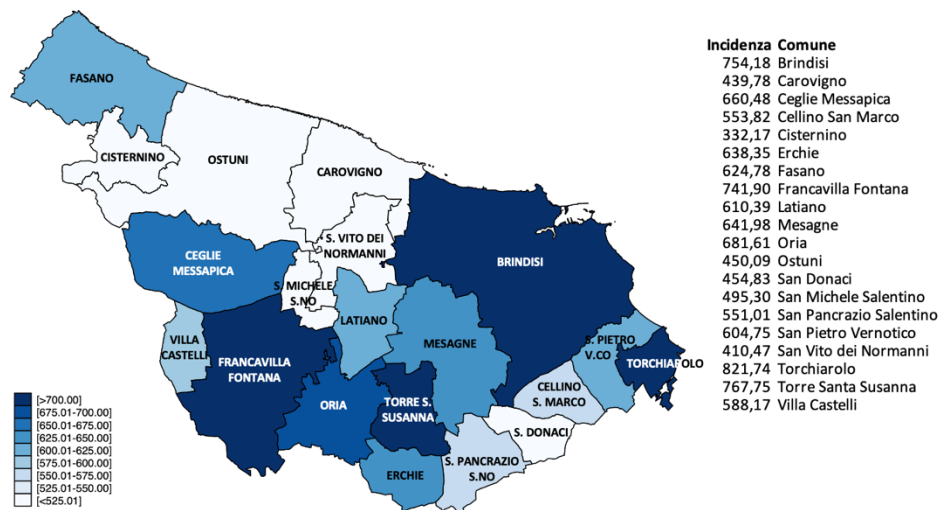 FASANO
CISTERNINO
OSTUNI
CAROVIGNO
S. VITO DEI
NORMANNI
CEGLIE
MESSAPICA
S. MICHELE
S.NO
BRINDISI
LATIANO
VILLA
CASTELLI
FRANCAVILLA
FONTANA
MESAGNE
S. PIETRO
V.CO
TORCHIAROLO
ORIA
TORRE S.
SUSANNA
CELLINO
S. MARCO
S. DONACI
S. PANCRAZIO
S.NO
ERCHIE
[>700.00]
[675.01-700.00]
[650.01-675.00]
[625.01-650.00]
[600.01-625.00]
[575.01-600.00]
[550.01-575.00]
[525.01-550.00]
[<525.01]
Incidenza Comune
754,18 Brindisi
439,78 Carovigno
660,48 Ceglie Messapica
553,82 Cellino San Marco
332,17 Cisternino
638,35 Erchie
624,78 Fasano
741,90 Francavilla Fontana
610,39 Latiano
641,98 Mesagne
681,61 Oria
450,09 Ostuni
454,83 San Donaci
495,30 San Michele Salentino
551,01 San Pancrazio Salentino
604,75 San Pietro Vernotico
410,47 San Vito dei Normanni
821,74 Torchiarolo
767,75 Torre Santa Susanna
588,17 Villa Castelli